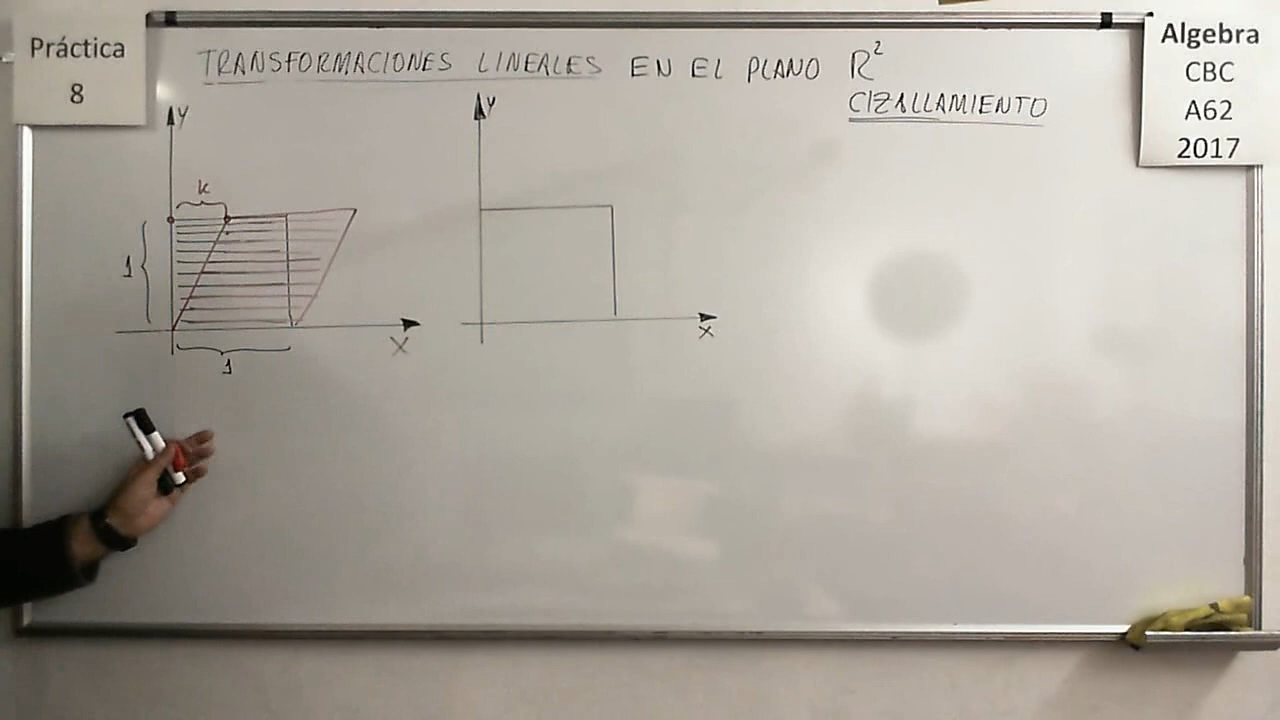 Práctica
8
TRANSFORMACIONES LINEALES EN EL PLANO R²
CIZALLAMIENTO
Algebra
CBC
A62
2017
Y
k
1
X
1
Y
X